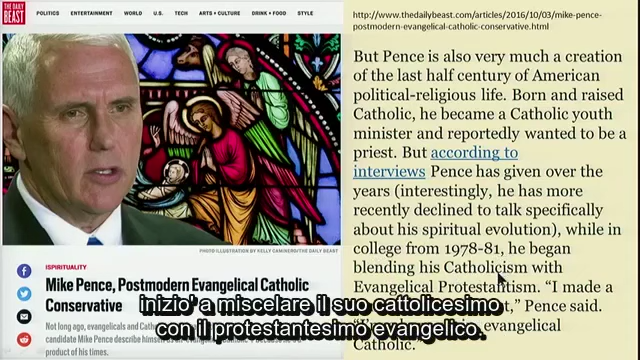 THE DAILY BEAST
POLITICS ENTERTAINMENT WORLD U.S. TECH ARTS + CULTURE DRINK + FOOD STYLE
PHOTO ILLUSTRATION BY KELLY CAMINERO/THE DAILY BEAST
ISPIRITUALITY
Mike Pence, Postmodern Evangelical Catholic
Conservative
Not long ago, evangelicals and Catho
candidate Mike Pence describe himself as
product of his times.
http://www.thedailybeast.com/articles/2016/10/03/mike-pence-
postmodern-evangelical-catholic-conservative.html
But Pence is also very much a creation
of the last half century of American
political-religious life. Born and raised
Catholic, he became a Catholic youth
minister and reportedly wanted to be a
priest. But according to
interviews Pence has given over the
years (interestingly, he has more
recently declined to talk specifically
about his spiritual evolution), while in
college from 1978-81, he began
blending his Catholicism with
Evangelical Protestantism. “I made a
Pence said.
evangelical
Catholic.
inizio' a miscelare il suo cattolicesimo
con il protestantesimo evangelico.